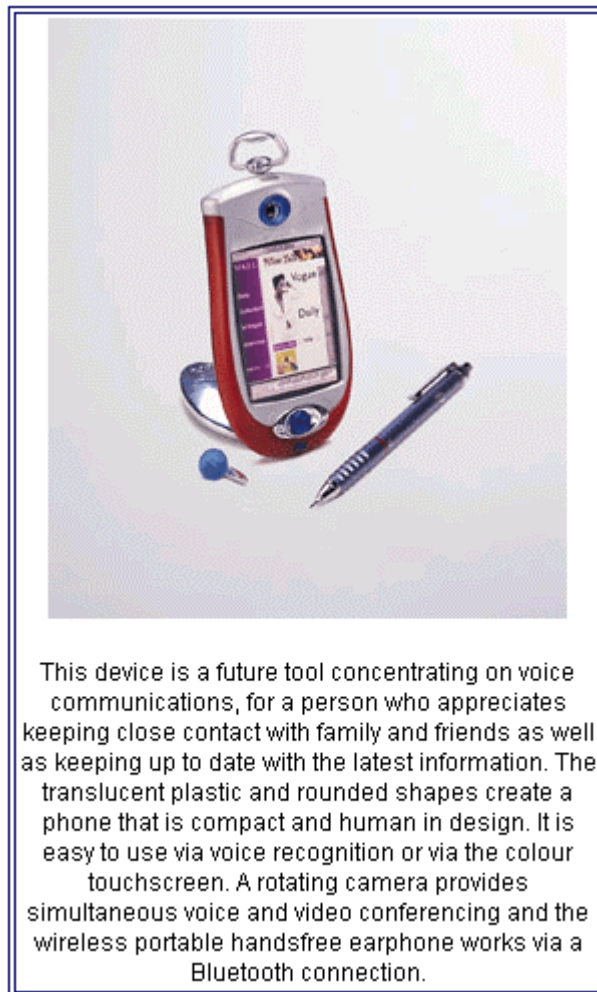 Vogue
Daily
This device is a future tool concentrating on voice
communications, for a person who appreciates
keeping close contact with family and friends as well
as keeping up to date with the latest information. The
translucent plastic and rounded shapes create a
phone that is compact and human in design. It is
easy to use via voice recognition or via the colour
touchscreen. A rotating camera provides
simultaneous voice and video conferencing and the
wireless portable handsfree earphone works via a
Bluetooth connection.